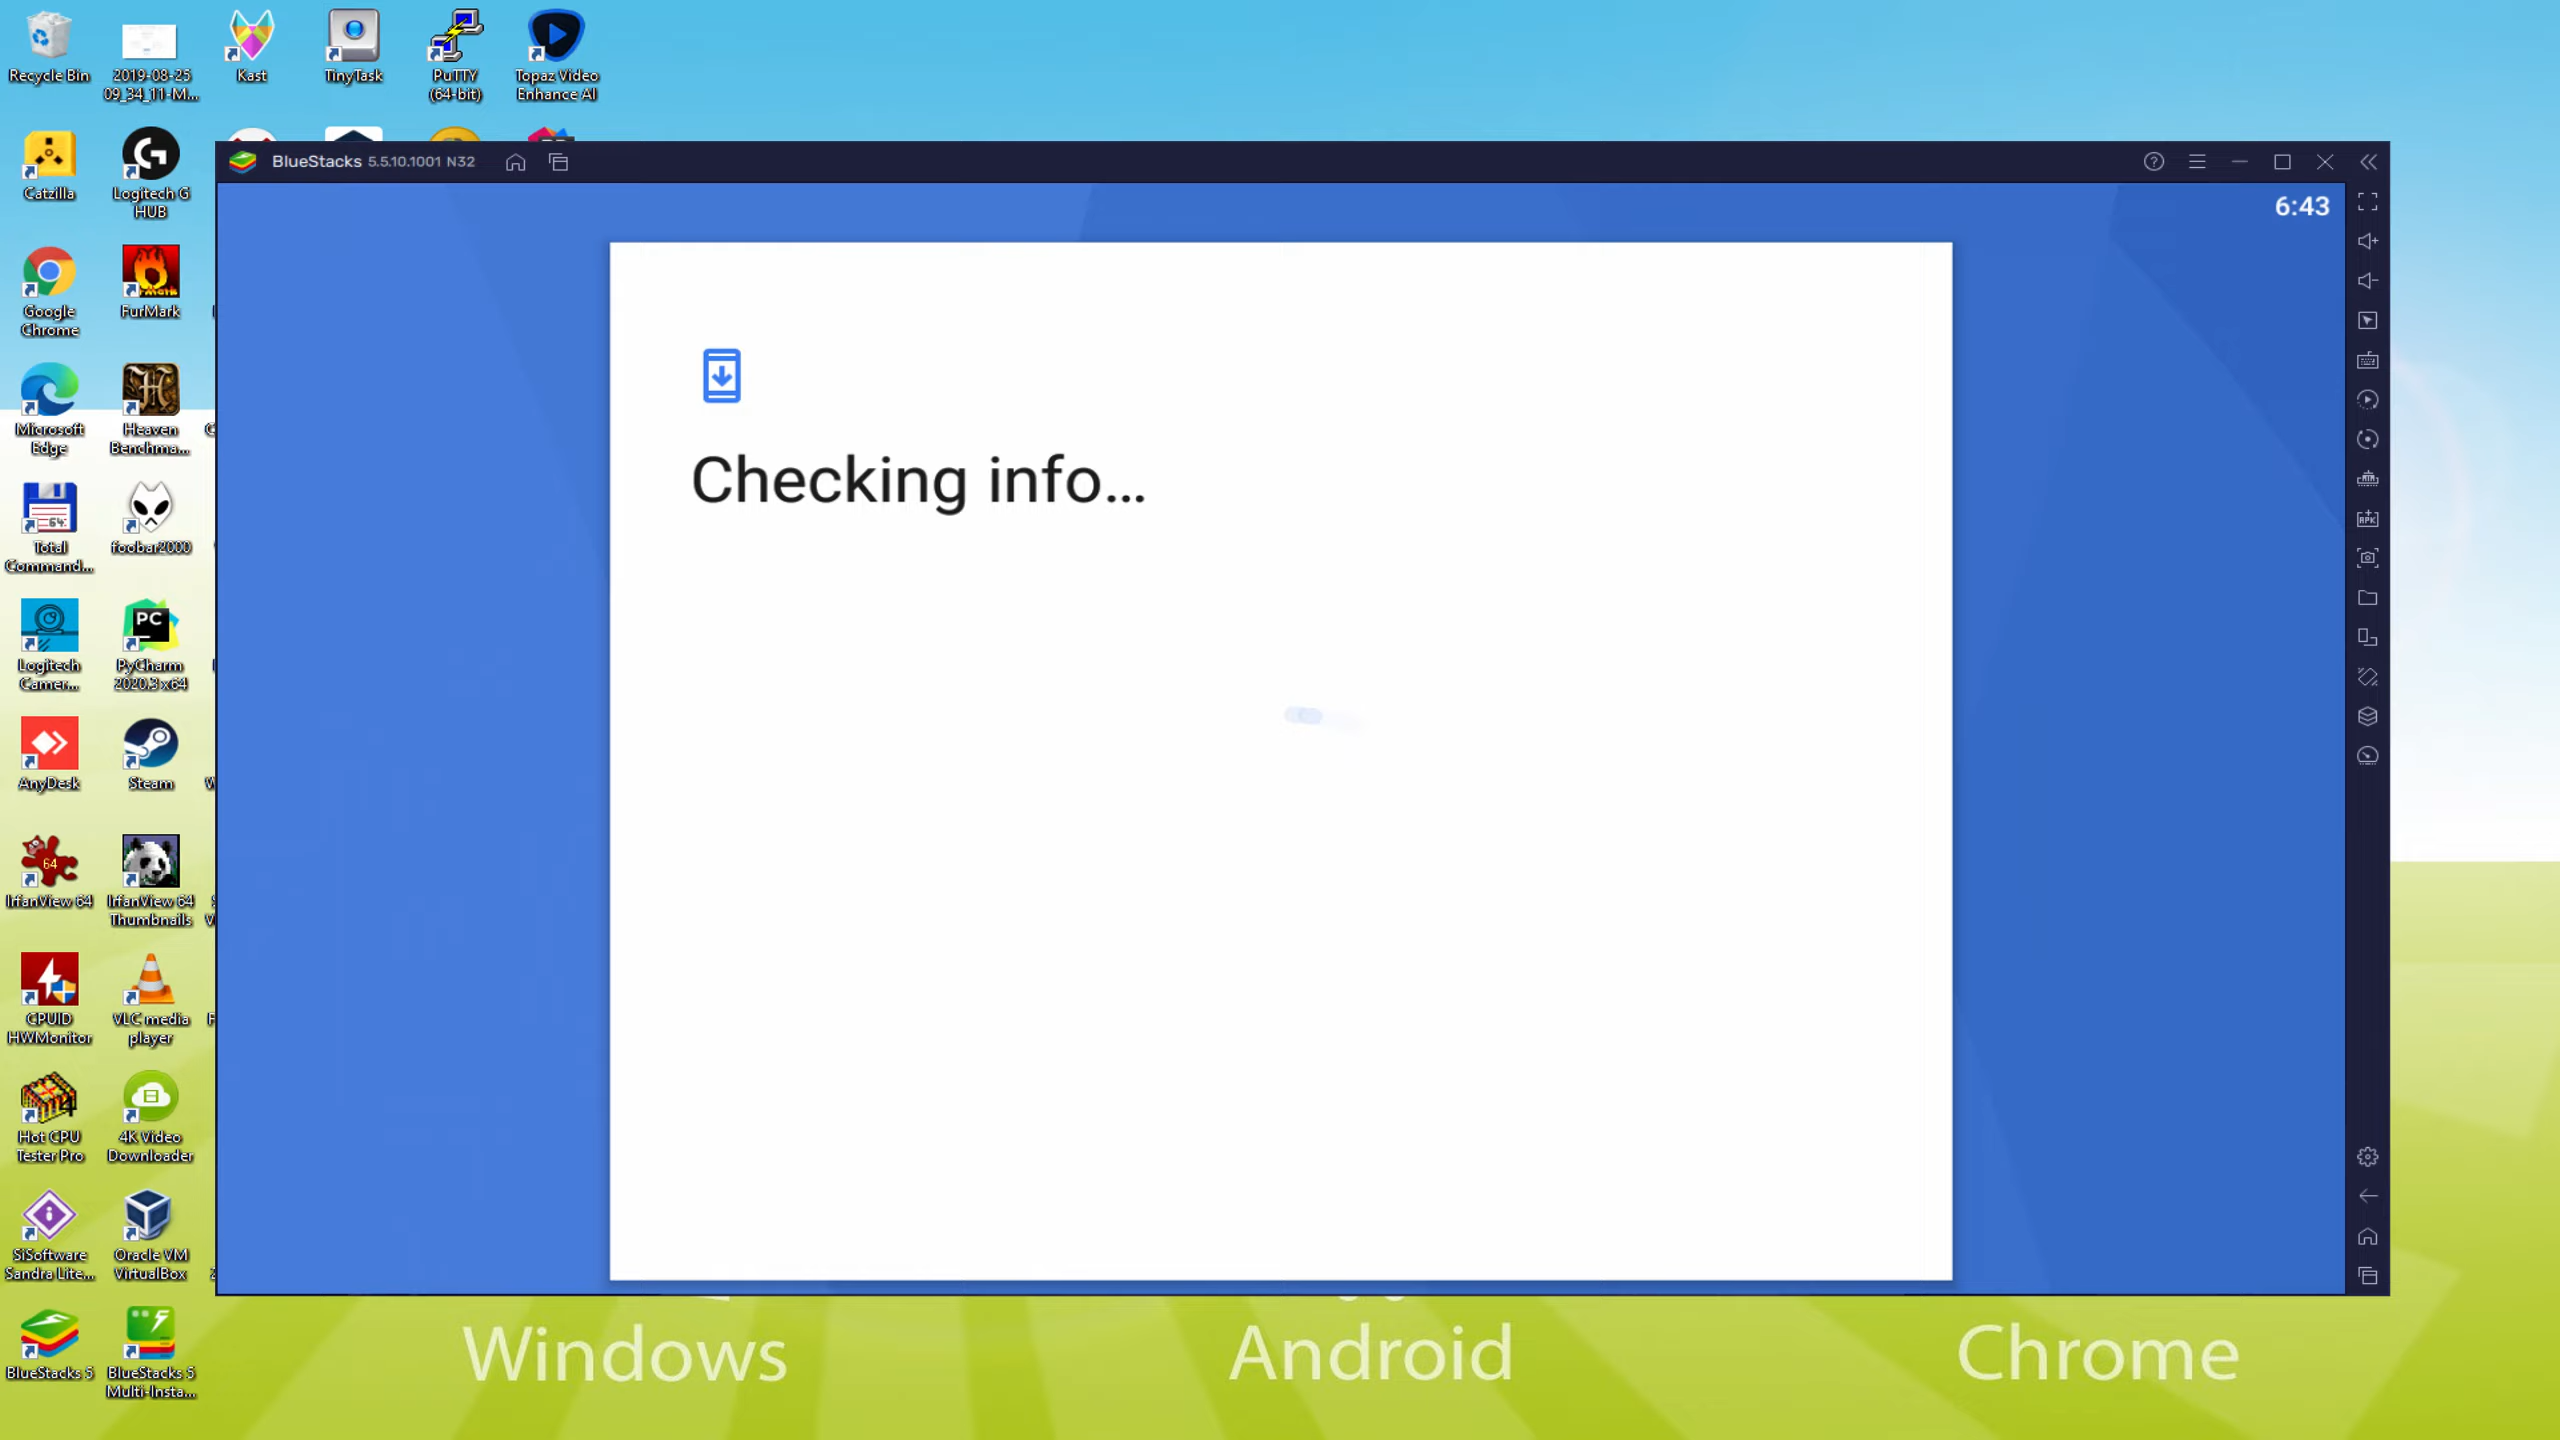 Recycle Bin
2019-08-25
09_34_11-M...
Kast
TinyTask
PuTTY
(64-bit)
Topaz Video
Enhance AI
Catzilla
Logitech G
HUB
BlueStacks 5.5.10.1001 N32
6:43
Google
Chrome
FurMark
Checking info...
Microsoft
Edge
Heaven
Benchma...
Total
Command...
foobar2000
Logitech
Camer...
PC
PyCharm
2020.3 x64
AnyDesk
Steam
64
IrfanView 64
IrfanView 64
Thumbnails
CPUID
HWMonitor
VLC media
player
Hot CPU
Tester Pro
4K Video
Downloader
SiSoftware
Sandra Lite...
Oracle VM
VirtualBox
BlueStacks 5
BlueStacks 5
Multi-Insta...
Windows
Android
Chrome